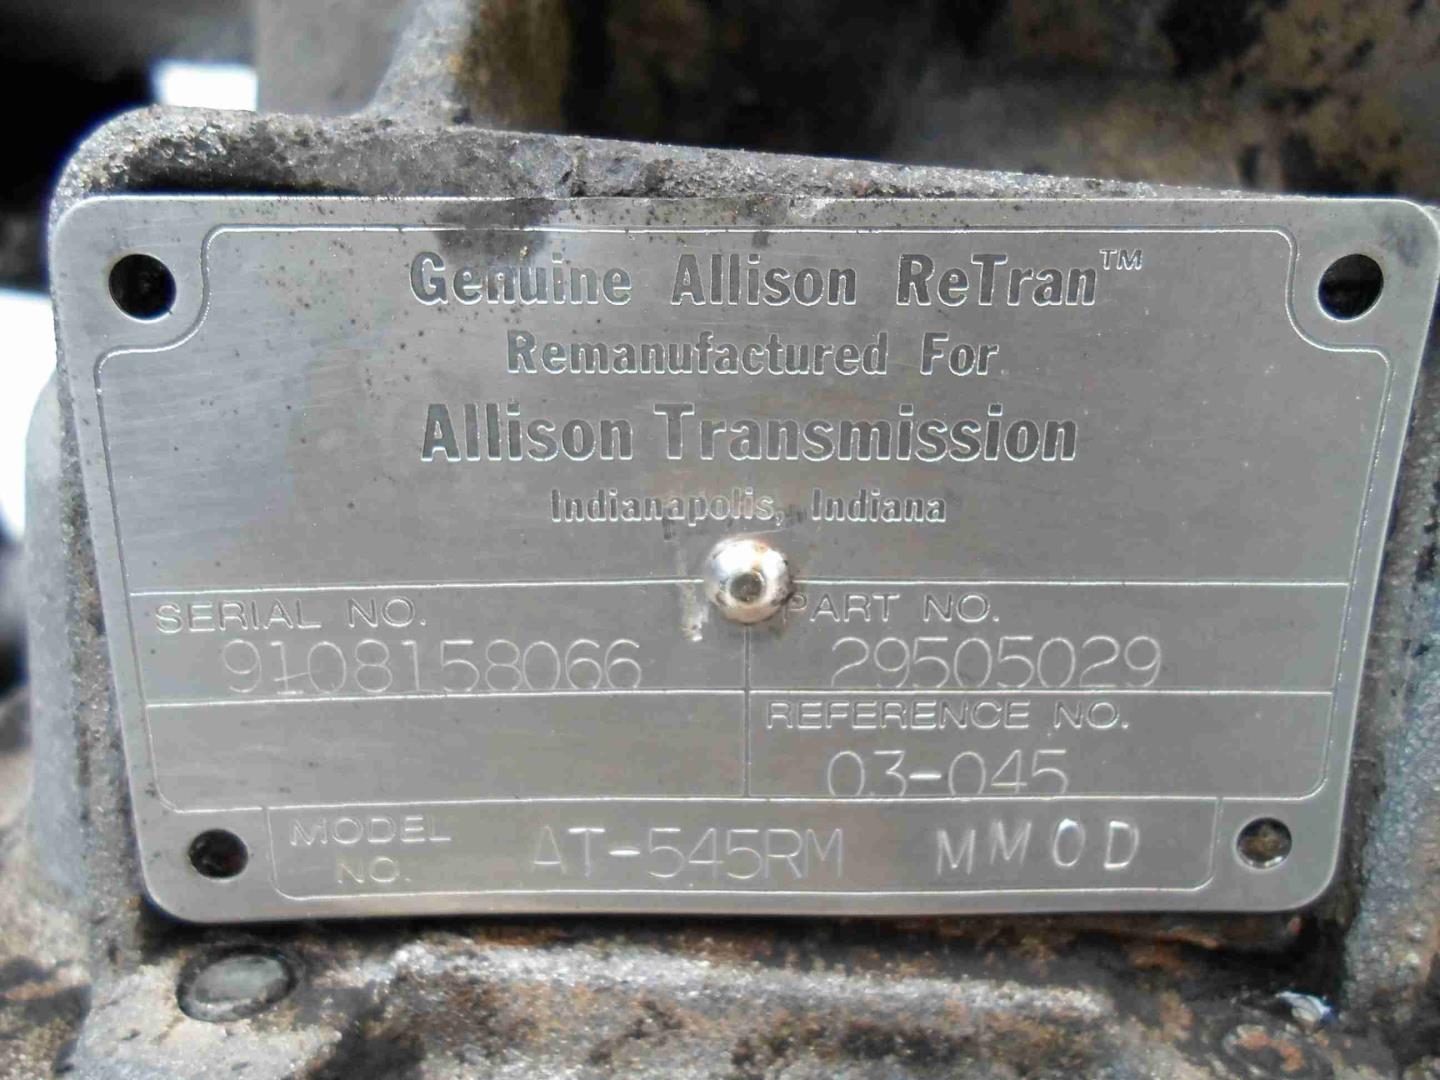 Genuine Allison ReTran™
Remanufactured For
Allison Transmission
Indianapolis, Indiana
SERIAL NO.
9108158066
PART NO.
29505029
REFERENCE NO.
03-045
MODEL NO.
AT-545RM MMOD